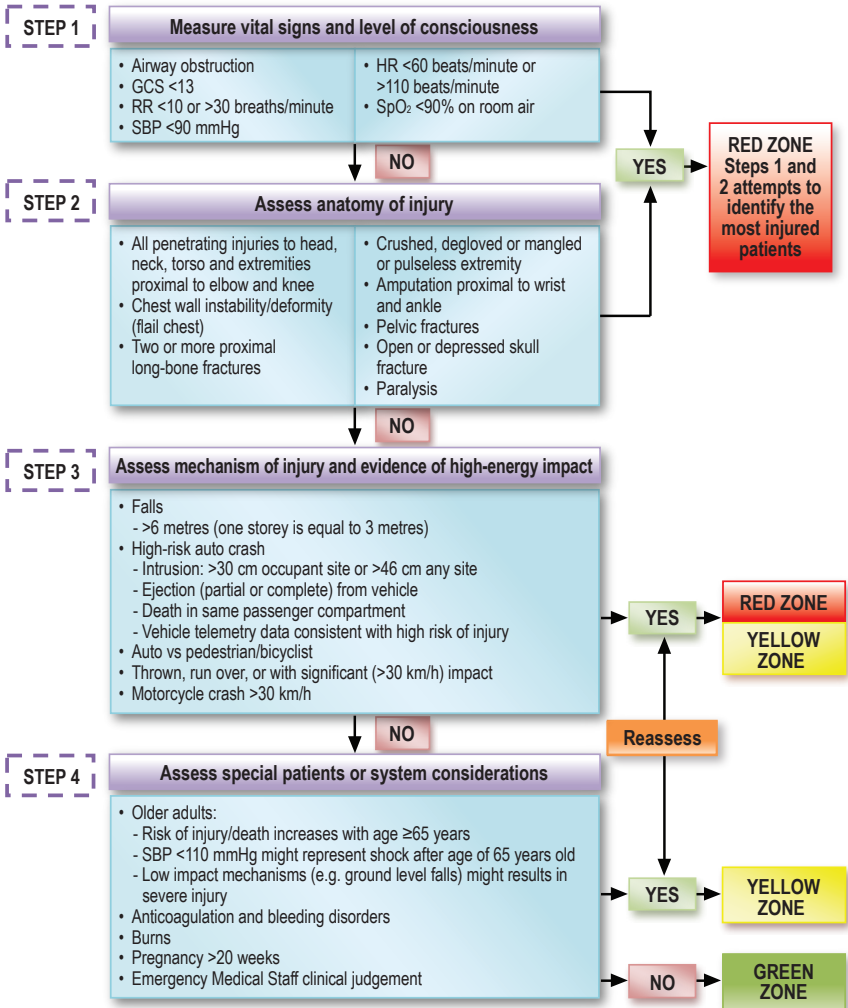 STEP 1
Measure vital signs and level of consciousness
• Airway obstruction
• GCS <13
• RR <10 or >30 breaths/minute
• SBP <90 mmHg
• HR <60 beats/minute or
>110 beats/minute
• SpO₂ <90% on room air
NO
YES
RED ZONE
Steps 1 and
2 attempts to
identify the
most injured
patients
STEP 2
Assess anatomy of injury
• All penetrating injuries to head,
neck, torso and extremities
proximal to elbow and knee
• Chest wall instability/deformity
(flail chest)
• Two or more proximal
long-bone fractures
• Crushed, degloved or mangled
or pulseless extremity
• Amputation proximal to wrist
and ankle
• Pelvic fractures
• Open or depressed skull
fracture
• Paralysis
NO
STEP 3
Assess mechanism of injury and evidence of high-energy impact
• Falls
- >6 metres (one storey is equal to 3 metres)
• High-risk auto crash
- Intrusion: >30 cm occupant site or >46 cm any site
- Ejection (partial or complete) from vehicle
- Death in same passenger compartment
- Vehicle telemetry data consistent with high risk of injury
• Auto vs pedestrian/bicyclist
• Thrown, run over, or with significant (>30 km/h) impact
• Motorcycle crash >30 km/h
YES
RED ZONE
YELLOW
ZONE
NO
Reassess
STEP 4
Assess special patients or system considerations
• Older adults:
- Risk of injury/death increases with age ≥65 years
- SBP <110 mmHg might represent shock after age of 65 years old
- Low impact mechanisms (e.g. ground level falls) might results in
severe injury
• Anticoagulation and bleeding disorders
• Burns
• Pregnancy >20 weeks
• Emergency Medical Staff clinical judgement
YES
YELLOW
ZONE
NO
GREEN
ZONE